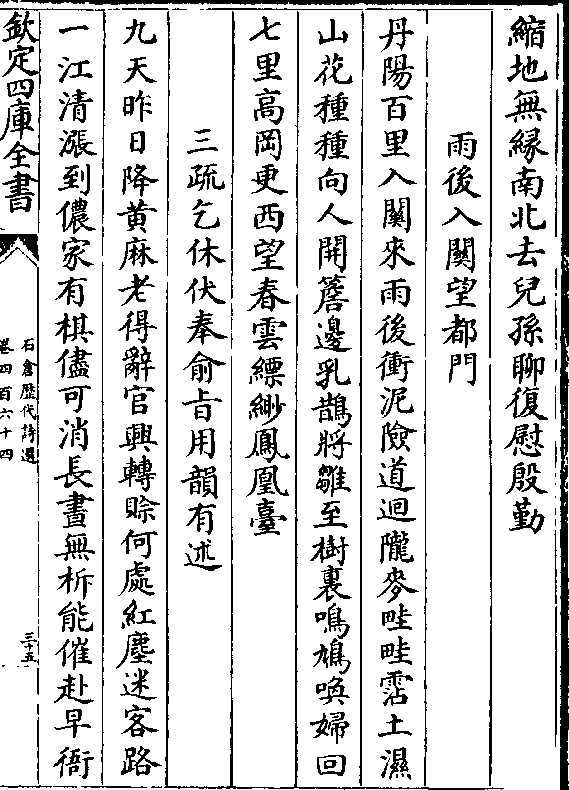 縮地無縁南北去兒孫聊復慰殷勤
雨後入關望都門
丹陽百里入關來雨後衝泥險道迴隴麥畦畦霑土濕
山花種種向人開簷邊乳鵲將雛至樹裏鳴鳩喚婦回
七里高岡更西望春雲縹緲鳳凰臺
三疏乞休伏奉俞旨用韻有述
九天昨日降黄麻老得辭官興轉賒何處紅塵迷客路
一江清漲到儂家有棋儘可消長晝無柝能催赴早衙
欽定四庫全書
石倉歷代詩選
卷四百六十四
三十五